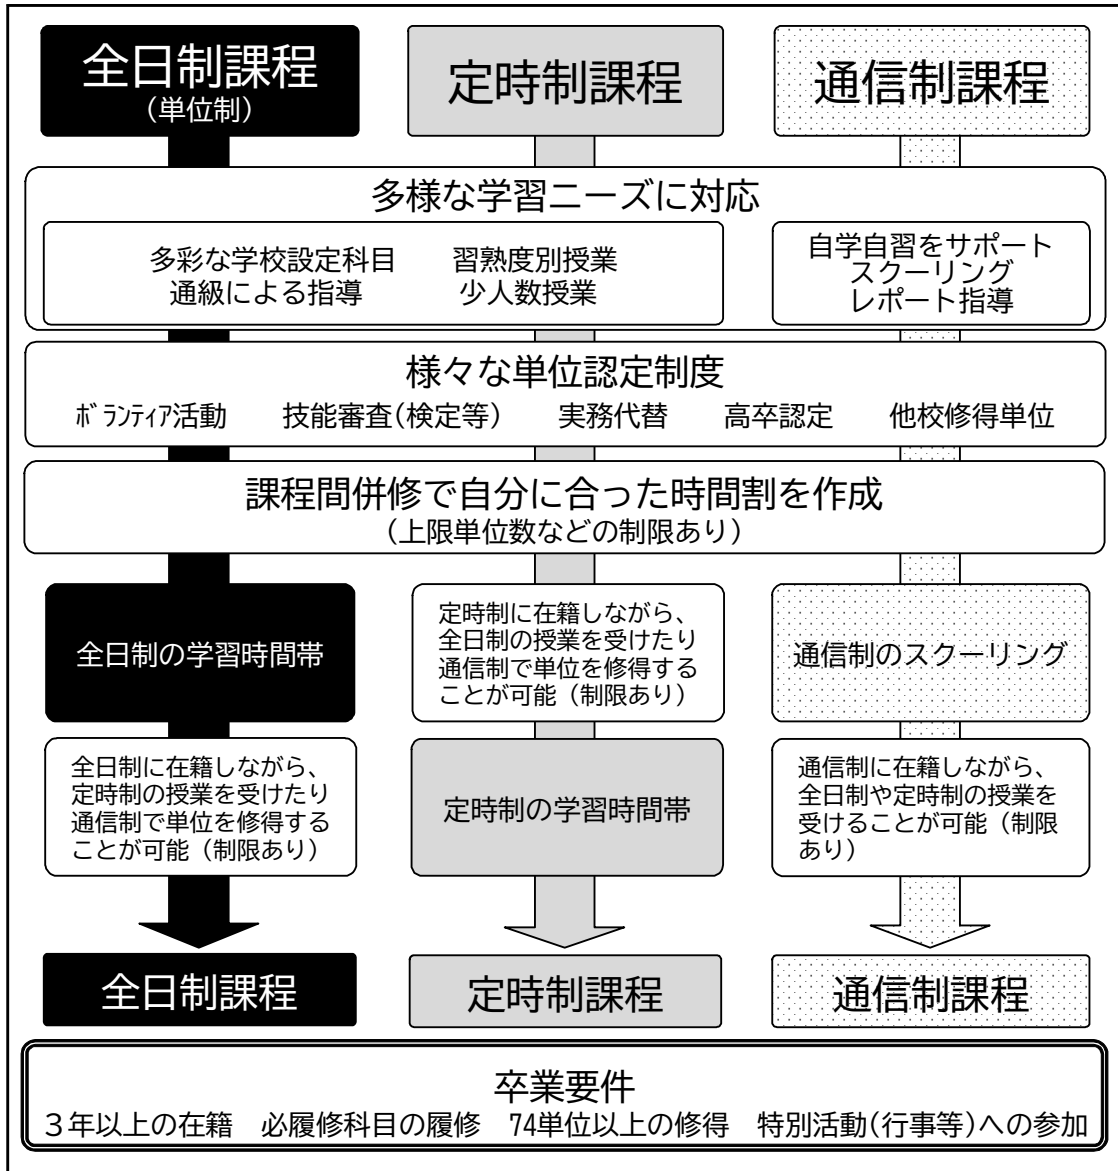 全日制課程
（単位制）
定時制課程
通信制課程
多様な学習ニーズに対応
多彩な学校設定科目　習熟度別授業
通級による指導　少人数授業
自学自習をサポート
スクーリング
レポート指導
様々な単位認定制度
ﾎﾞﾗﾝﾃｨｱ活動　技能審査(検定等)　実務代替　高卒認定　他校修得単位
課程間併修で自分に合った時間割を作成
（上限単位数などの制限あり）
全日制の学習時間帯
定時制に在籍しながら、
全日制の授業を受けたり
通信制で単位を修得する
ことが可能（制限あり）
通信制のスクーリング
全日制に在籍しながら、
定時制の授業を受けたり
通信制で単位を修得する
ことが可能（制限あり）
定時制の学習時間帯
通信制に在籍しながら、
全日制や定時制の授業を
受けることが可能（制限
あり）
全日制課程
定時制課程
通信制課程
卒業要件
３年以上の在籍　必履修科目の履修　74単位以上の修得　特別活動(行事等)への参加